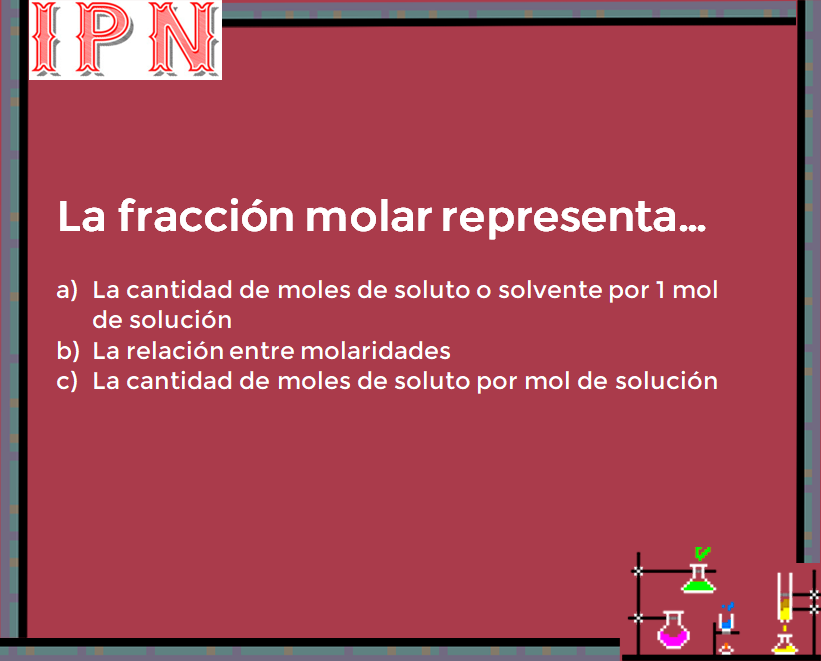 IPN
La fracción molar representa...
a) La cantidad de moles de soluto o solvente por 1 mol
de solución
b) La relación entre molaridades
c) La cantidad de moles de soluto por mol de solución